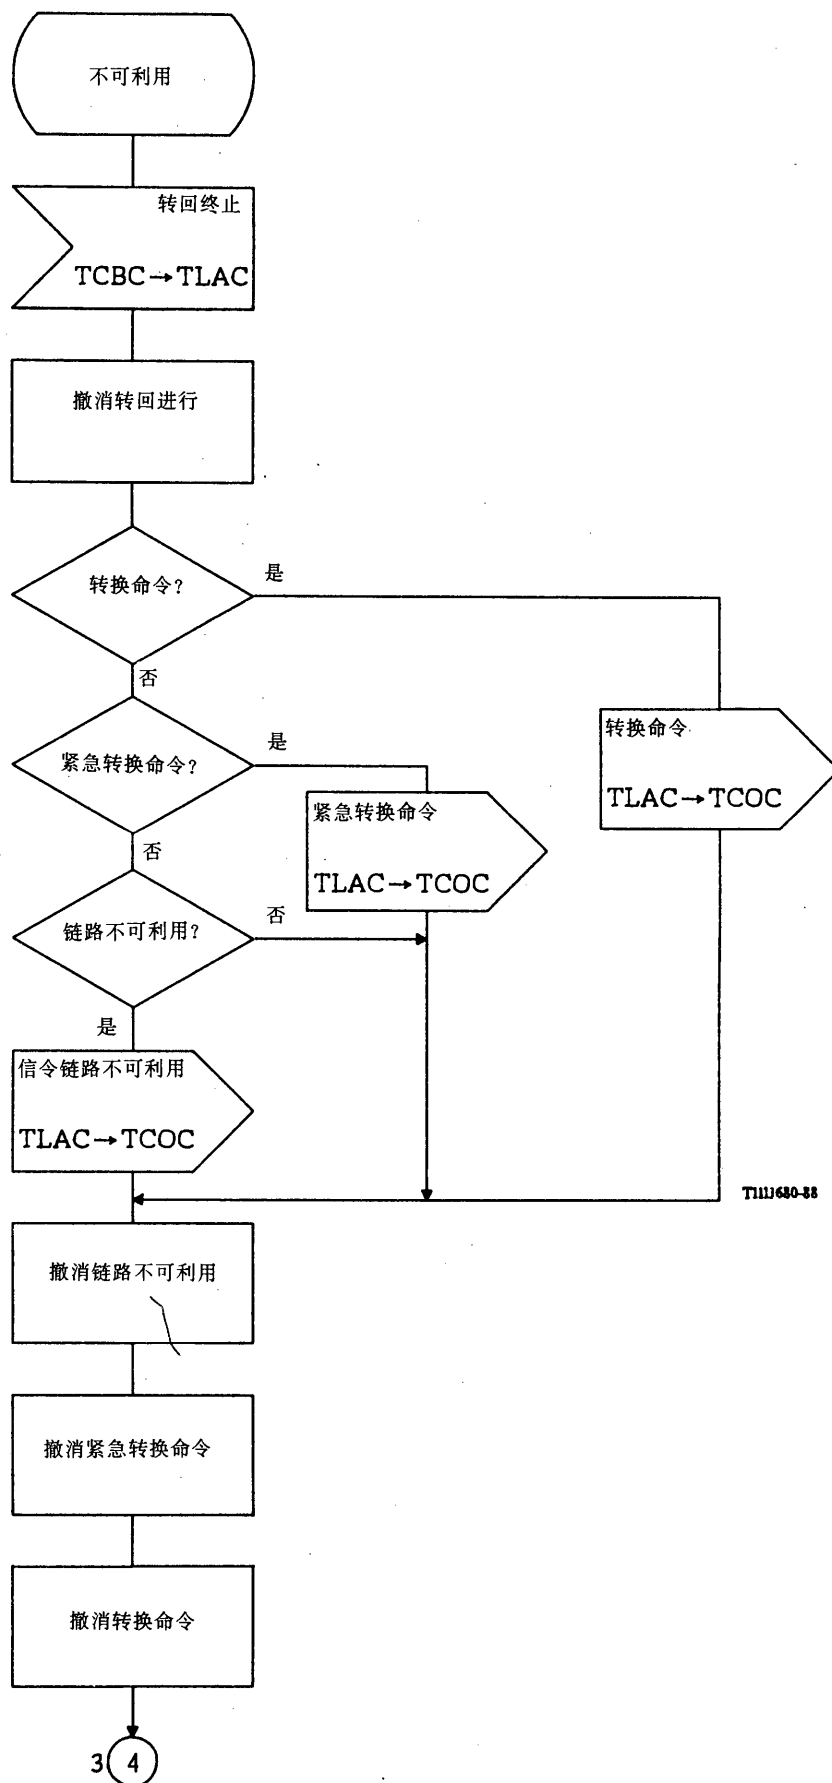 不可利用
转回终止
TCBC→TLAC
撤消转回进行
转换命令?
是
否
转换命令
TLAC→TCOC
紧急转换命令?
是
紧急转换命令
TLAC→TCOC
否
链路不可利用?
否
是
信令链路不可利用
TLAC→TCOC
撤消链路不可利用
撤消紧急转换命令
撤消转换命令
3 4